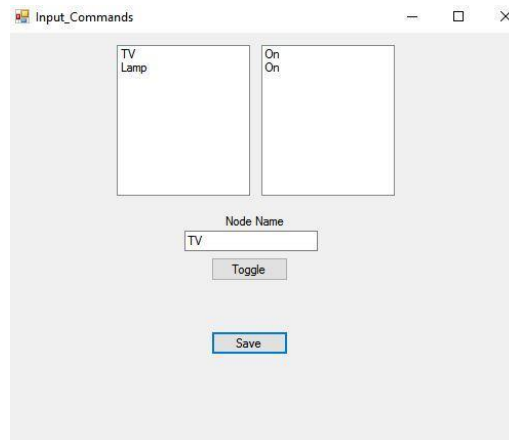 Input_Commands
TV
Lamp
On
On
Node Name
TV
Toggle
Save